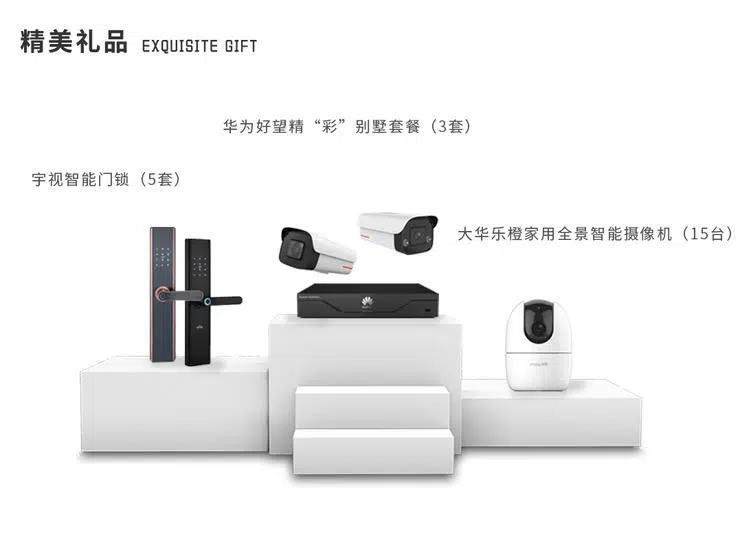 精美礼品 EXQUISITE GIFT
华为好望精“彩”别墅套餐（3套）
宇视智能门锁（5套）
大华乐橙家用全景智能摄像机（15台）